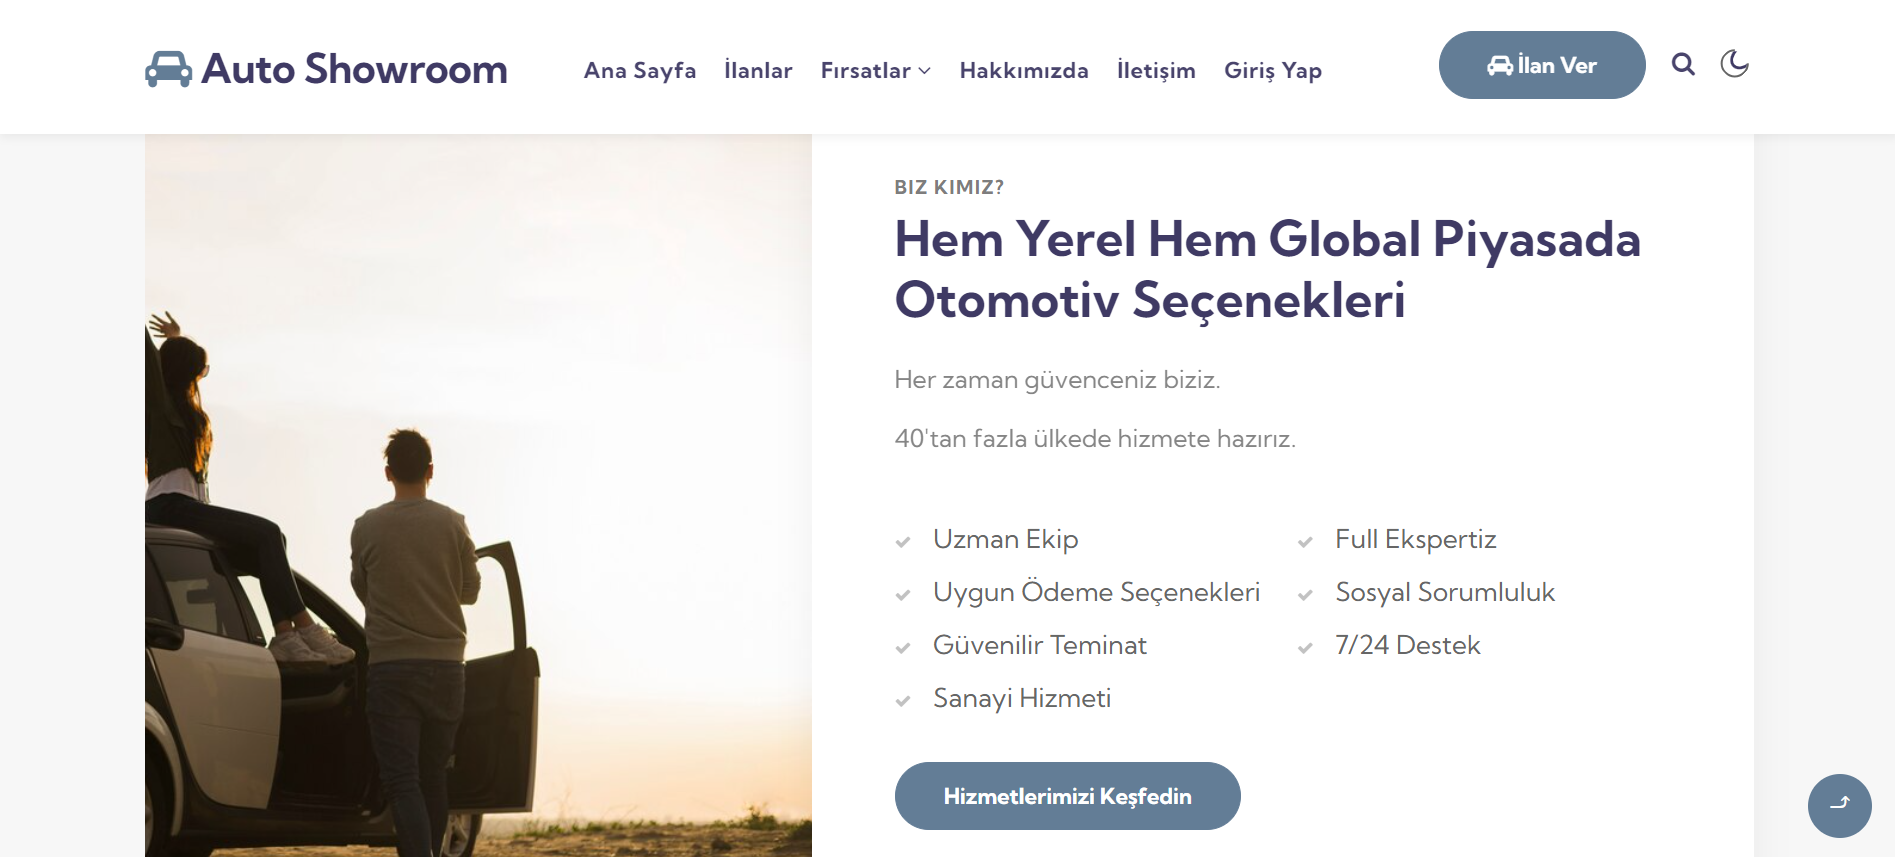 Auto Showroom
Ana Sayfa İlanlar Fırsatlar Hakkımızda İletişim Giriş Yap
İlan Ver
BIZ KIMIZ?
Hem Yerel Hem Global Piyasada
Otomotiv Seçenekleri
Her zaman güvenceniz biziz.
40'tan fazla ülkede hizmete hazırız.
Uzman Ekip
Uygun Ödeme Seçenekleri
Güvenilir Teminat
Sanayi Hizmeti
Full Ekspertiz
Sosyal Sorumluluk
7/24 Destek
Hizmetlerimizi Keşfedin